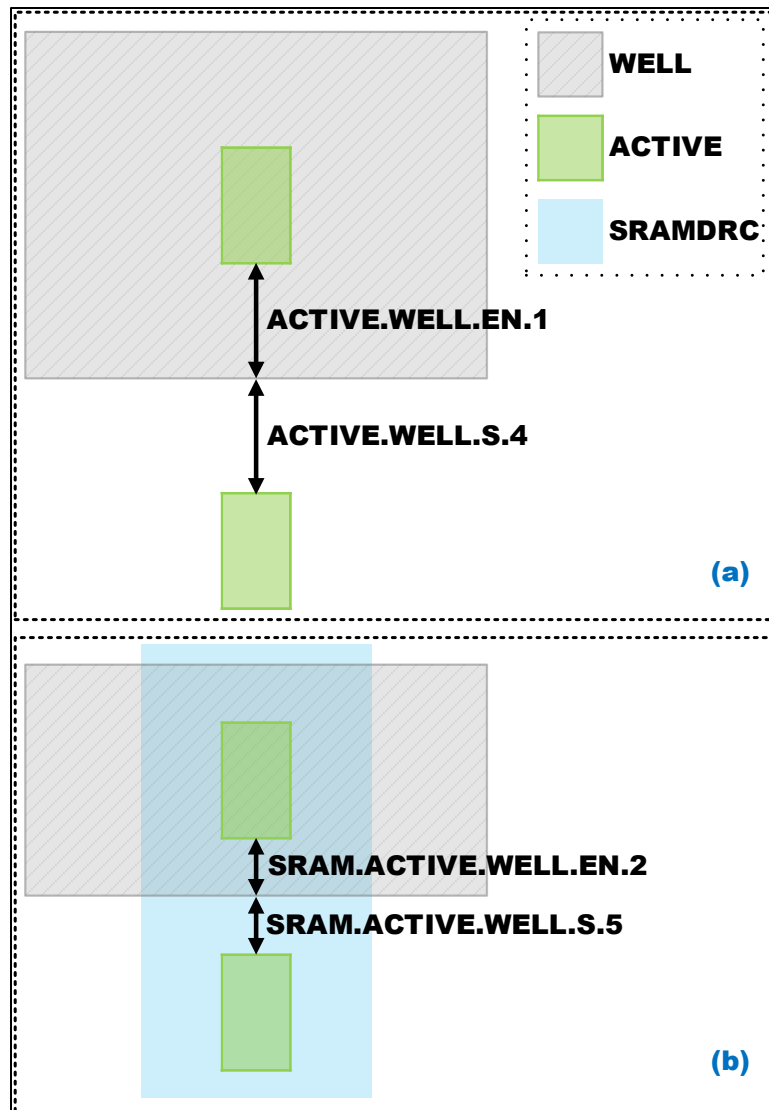 WELL
ACTIVE
SRAMDRC
ACTIVE.WELL.EN.1
ACTIVE.WELL.S.4
(a)
SRAM.ACTIVE.WELL.EN.2
SRAM.ACTIVE.WELL.S.5
(b)